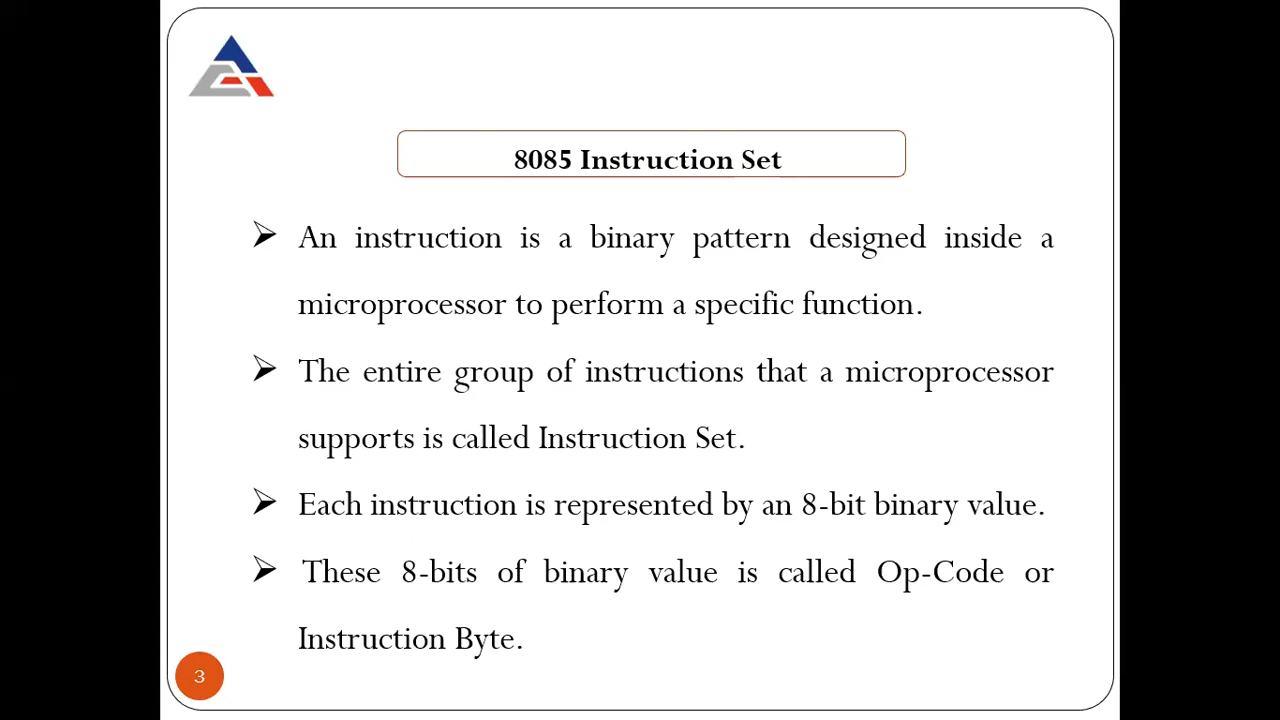 8085 Instruction Set
➢ An instruction is a binary pattern designed inside a
microprocessor to perform a specific function.
➢ The entire group of instructions that a microprocessor
supports is called Instruction Set.
➢ Each instruction is represented by an 8-bit binary value.
➢ These 8-bits of binary value is called Op-Code or
Instruction Byte.
3